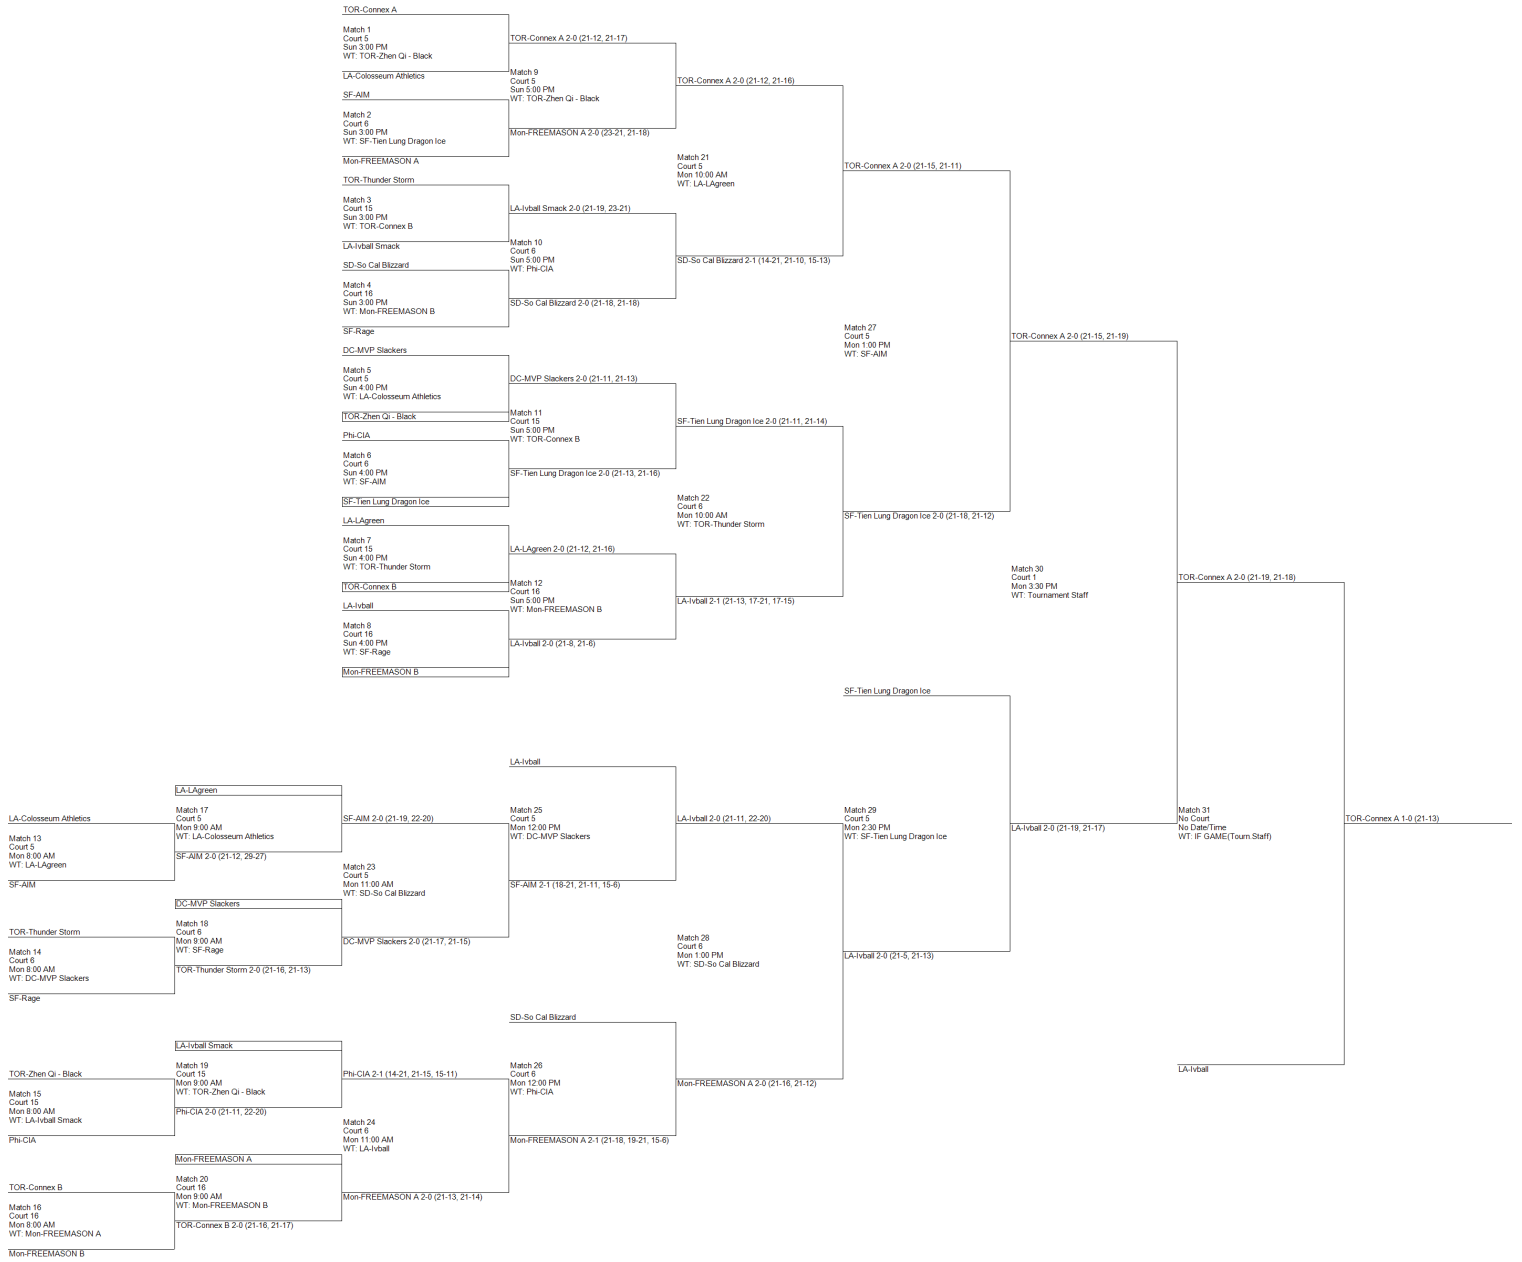 TOR-Connex A
Match 1
Court 5
Sun 3:00 PM
WT: TOR-Zhen Qi - Black
LA-Colosseum Athletics
SF-AIM
Match 2
Court 6
Sun 3:00 PM
WT: SF-Tien Lung Dragon Ice
Mon-FREEMASON A
TOR-Thunder Storm
Match 3
Court 15
Sun 3:00 PM
WT: TOR-Connex B
LA-Ivball Smack
SD-So Cal Blizzard
Match 4
Court 16
Sun 3:00 PM
WT: Mon-FREEMASON B
SF-Rage
DC-MVP Slackers
Match 5
Court 5
Sun 4:00 PM
WT: LA-Colosseum Athletics
TOR-Zhen Qi - Black
Phi-CIA
Match 6
Court 6
Sun 4:00 PM
WT: SF-AIM
SF-Tien Lung Dragon Ice
LA-LAgreen
Match 7
Court 15
Sun 4:00 PM
WT: TOR-Thunder Storm
TOR-Connex B
LA-Ivball
Match 8
Court 16
Sun 4:00 PM
WT: SF-Rage
Mon-FREEMASON B
TOR-Connex A 2-0 (21-12, 21-17)
Match 9
Court 5
Sun 5:00 PM
WT: TOR-Zhen Qi - Black
Mon-FREEMASON A 2-0 (23-21, 21-18)
LA-Ivball Smack 2-0 (21-19, 23-21)
Match 10
Court 6
Sun 5:00 PM
WT: Phi-CIA
SD-So Cal Blizzard 2-0 (21-18, 21-18)
DC-MVP Slackers 2-0 (21-11, 21-13)
Match 11
Court 15
Sun 5:00 PM
WT: TOR-Connex B
SF-Tien Lung Dragon Ice 2-0 (21-13, 21-16)
LA-LAgreen 2-0 (21-12, 21-16)
Match 12
Court 16
Sun 5:00 PM
WT: Mon-FREEMASON B
LA-Ivball 2-0 (21-8, 21-6)
TOR-Connex A 2-0 (21-12, 21-16)
Match 21
Court 5
Mon 10:00 AM
WT: LA-LAgreen
SD-So Cal Blizzard 2-1 (14-21, 21-10, 15-13)
SF-Tien Lung Dragon Ice 2-0 (21-11, 21-14)
Match 22
Court 6
Mon 10:00 AM
WT: TOR-Thunder Storm
LA-Ivball 2-1 (21-13, 17-21, 17-15)
TOR-Connex A 2-0 (21-15, 21-11)
Match 27
Court 5
Mon 1:00 PM
WT: SF-AIM
SF-Tien Lung Dragon Ice 2-0 (21-18, 21-12)
TOR-Connex A 2-0 (21-15, 21-19)
Match 30
Court 1
Mon 3:30 PM
WT: Tournament Staff
TOR-Connex A 2-0 (21-19, 21-18)
LA-Colosseum Athletics
Match 13
Court 5
Mon 8:00 AM
WT: LA-LAgreen
SF-AIM
TOR-Thunder Storm
Match 14
Court 6
Mon 8:00 AM
WT: DC-MVP Slackers
SF-Rage
TOR-Zhen Qi - Black
Match 15
Court 15
Mon 8:00 AM
WT: LA-Ivball Smack
Phi-CIA
TOR-Connex B
Match 16
Court 16
Mon 8:00 AM
WT: Mon-FREEMASON A
Mon-FREEMASON B
LA-LAgreen
Match 17
Court 5
Mon 9:00 AM
WT: LA-Colosseum Athletics
SF-AIM 2-0 (21-12, 29-27)
DC-MVP Slackers
Match 18
Court 6
Mon 9:00 AM
WT: SF-Rage
TOR-Thunder Storm 2-0 (21-16, 21-13)
LA-Ivball Smack
Match 19
Court 15
Mon 9:00 AM
WT: TOR-Zhen Qi - Black
Phi-CIA 2-0 (21-11, 22-20)
Mon-FREEMASON A
Match 20
Court 16
Mon 9:00 AM
WT: Mon-FREEMASON B
TOR-Connex B 2-0 (21-16, 21-17)
SF-AIM 2-0 (21-19, 22-20)
Match 23
Court 5
Mon 11:00 AM
WT: SD-So Cal Blizzard
DC-MVP Slackers 2-0 (21-17, 21-15)
Phi-CIA 2-1 (14-21, 21-15, 15-11)
Match 24
Court 6
Mon 11:00 AM
WT: LA-Ivball
Mon-FREEMASON A 2-0 (21-13, 21-14)
LA-Ivball
Match 25
Court 5
Mon 12:00 PM
WT: DC-MVP Slackers
SF-AIM 2-1 (18-21, 21-11, 15-6)
SD-So Cal Blizzard
Match 26
Court 6
Mon 12:00 PM
WT: Phi-CIA
Mon-FREEMASON A 2-1 (21-18, 19-21, 15-6)
LA-Ivball 2-0 (21-11, 22-20)
Match 28
Court 6
Mon 1:00 PM
WT: SD-So Cal Blizzard
Mon-FREEMASON A 2-0 (21-16, 21-12)
SF-Tien Lung Dragon Ice
Match 29
Court 5
Mon 2:30 PM
WT: SF-Tien Lung Dragon Ice
LA-Ivball 2-0 (21-5, 21-13)
LA-Ivball 2-0 (21-19, 21-17)
Match 31
No Court
No Date/Time
WT: IF GAME(Tourn.Staff)
LA-Ivball
TOR-Connex A 1-0 (21-13)